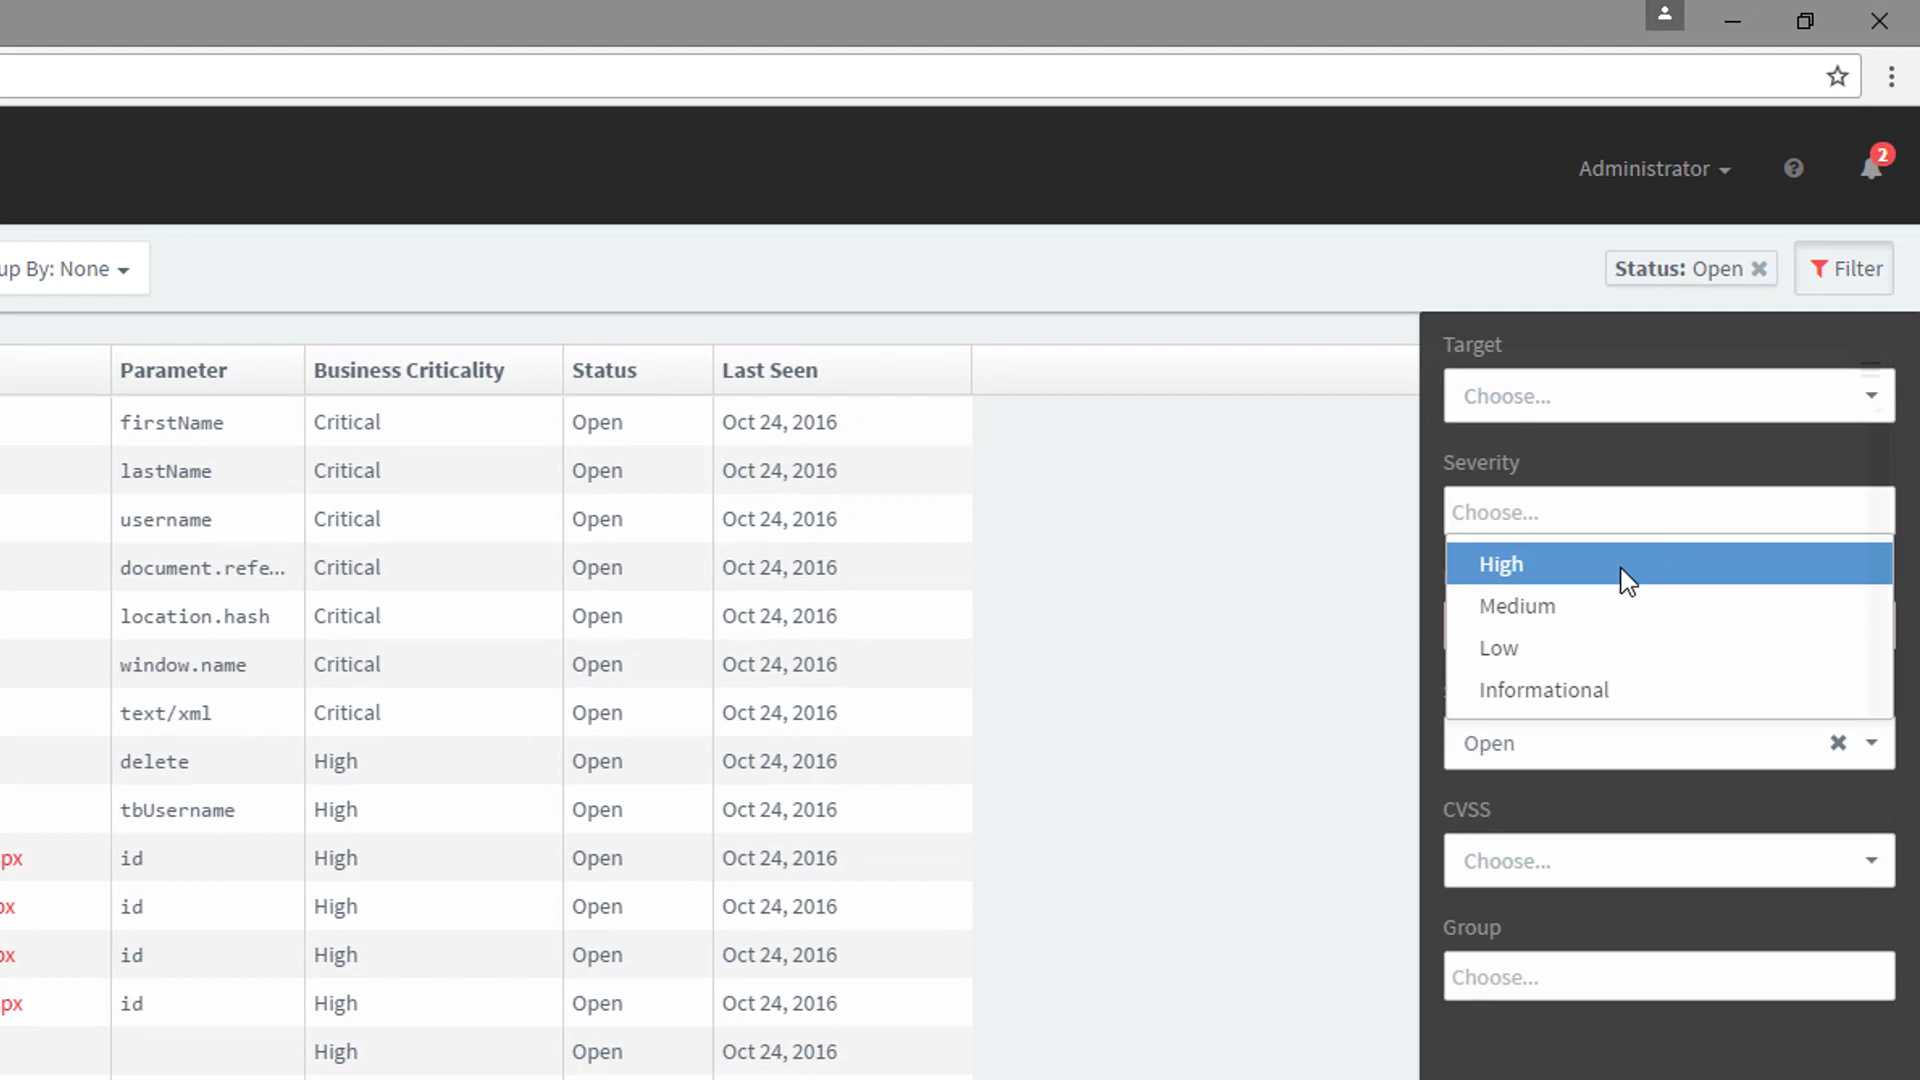 Administrator
2
up By: None
Status: Open
Filter
Parameter Business Criticality Status Last Seen
firstName Critical Open Oct 24, 2016
lastName Critical Open Oct 24, 2016
username Critical Open Oct 24, 2016
document.refe... Critical Open Oct 24, 2016
location.hash Critical Open Oct 24, 2016
window.name Critical Open Oct 24, 2016
text/xml Critical Open Oct 24, 2016
delete High Open Oct 24, 2016
tbUsername High Open Oct 24, 2016
px id High Open Oct 24, 2016
px id High Open Oct 24, 2016
px id High Open Oct 24, 2016
px id High Open Oct 24, 2016
High Open Oct 24, 2016
Target
Choose...
Severity
Choose...
High
Medium
Low
Informational
Open
CVSS
Choose...
Group
Choose...